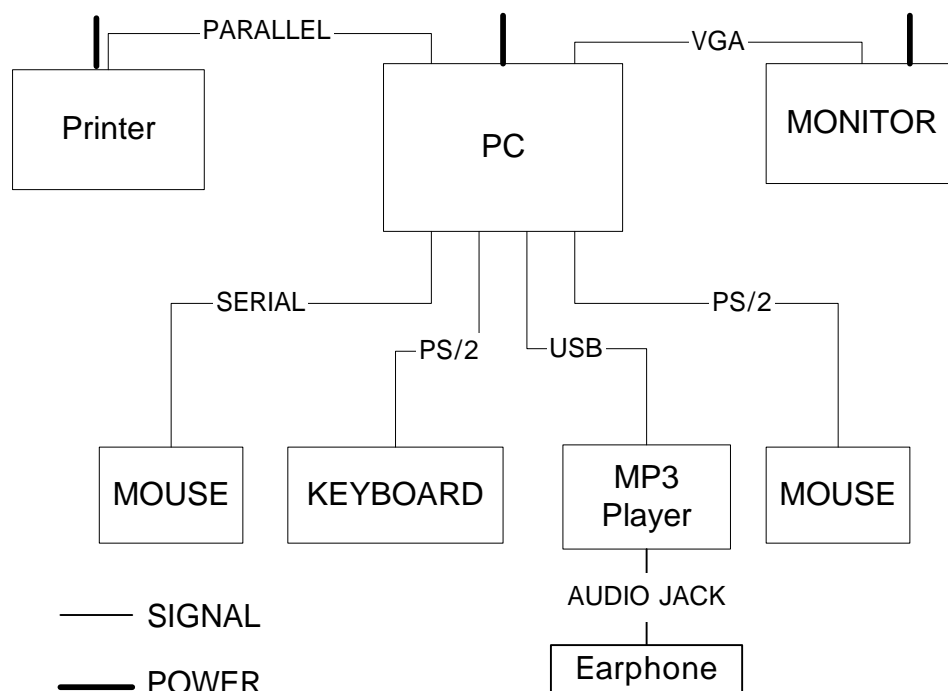 PARALLEL
VGA
Printer
PC
MONITOR
SERIAL
PS/2
PS/2
USB
MOUSE
KEYBOARD
MP3
Player
MOUSE
AUDIO JACK
SIGNAL
Earphone
POWER